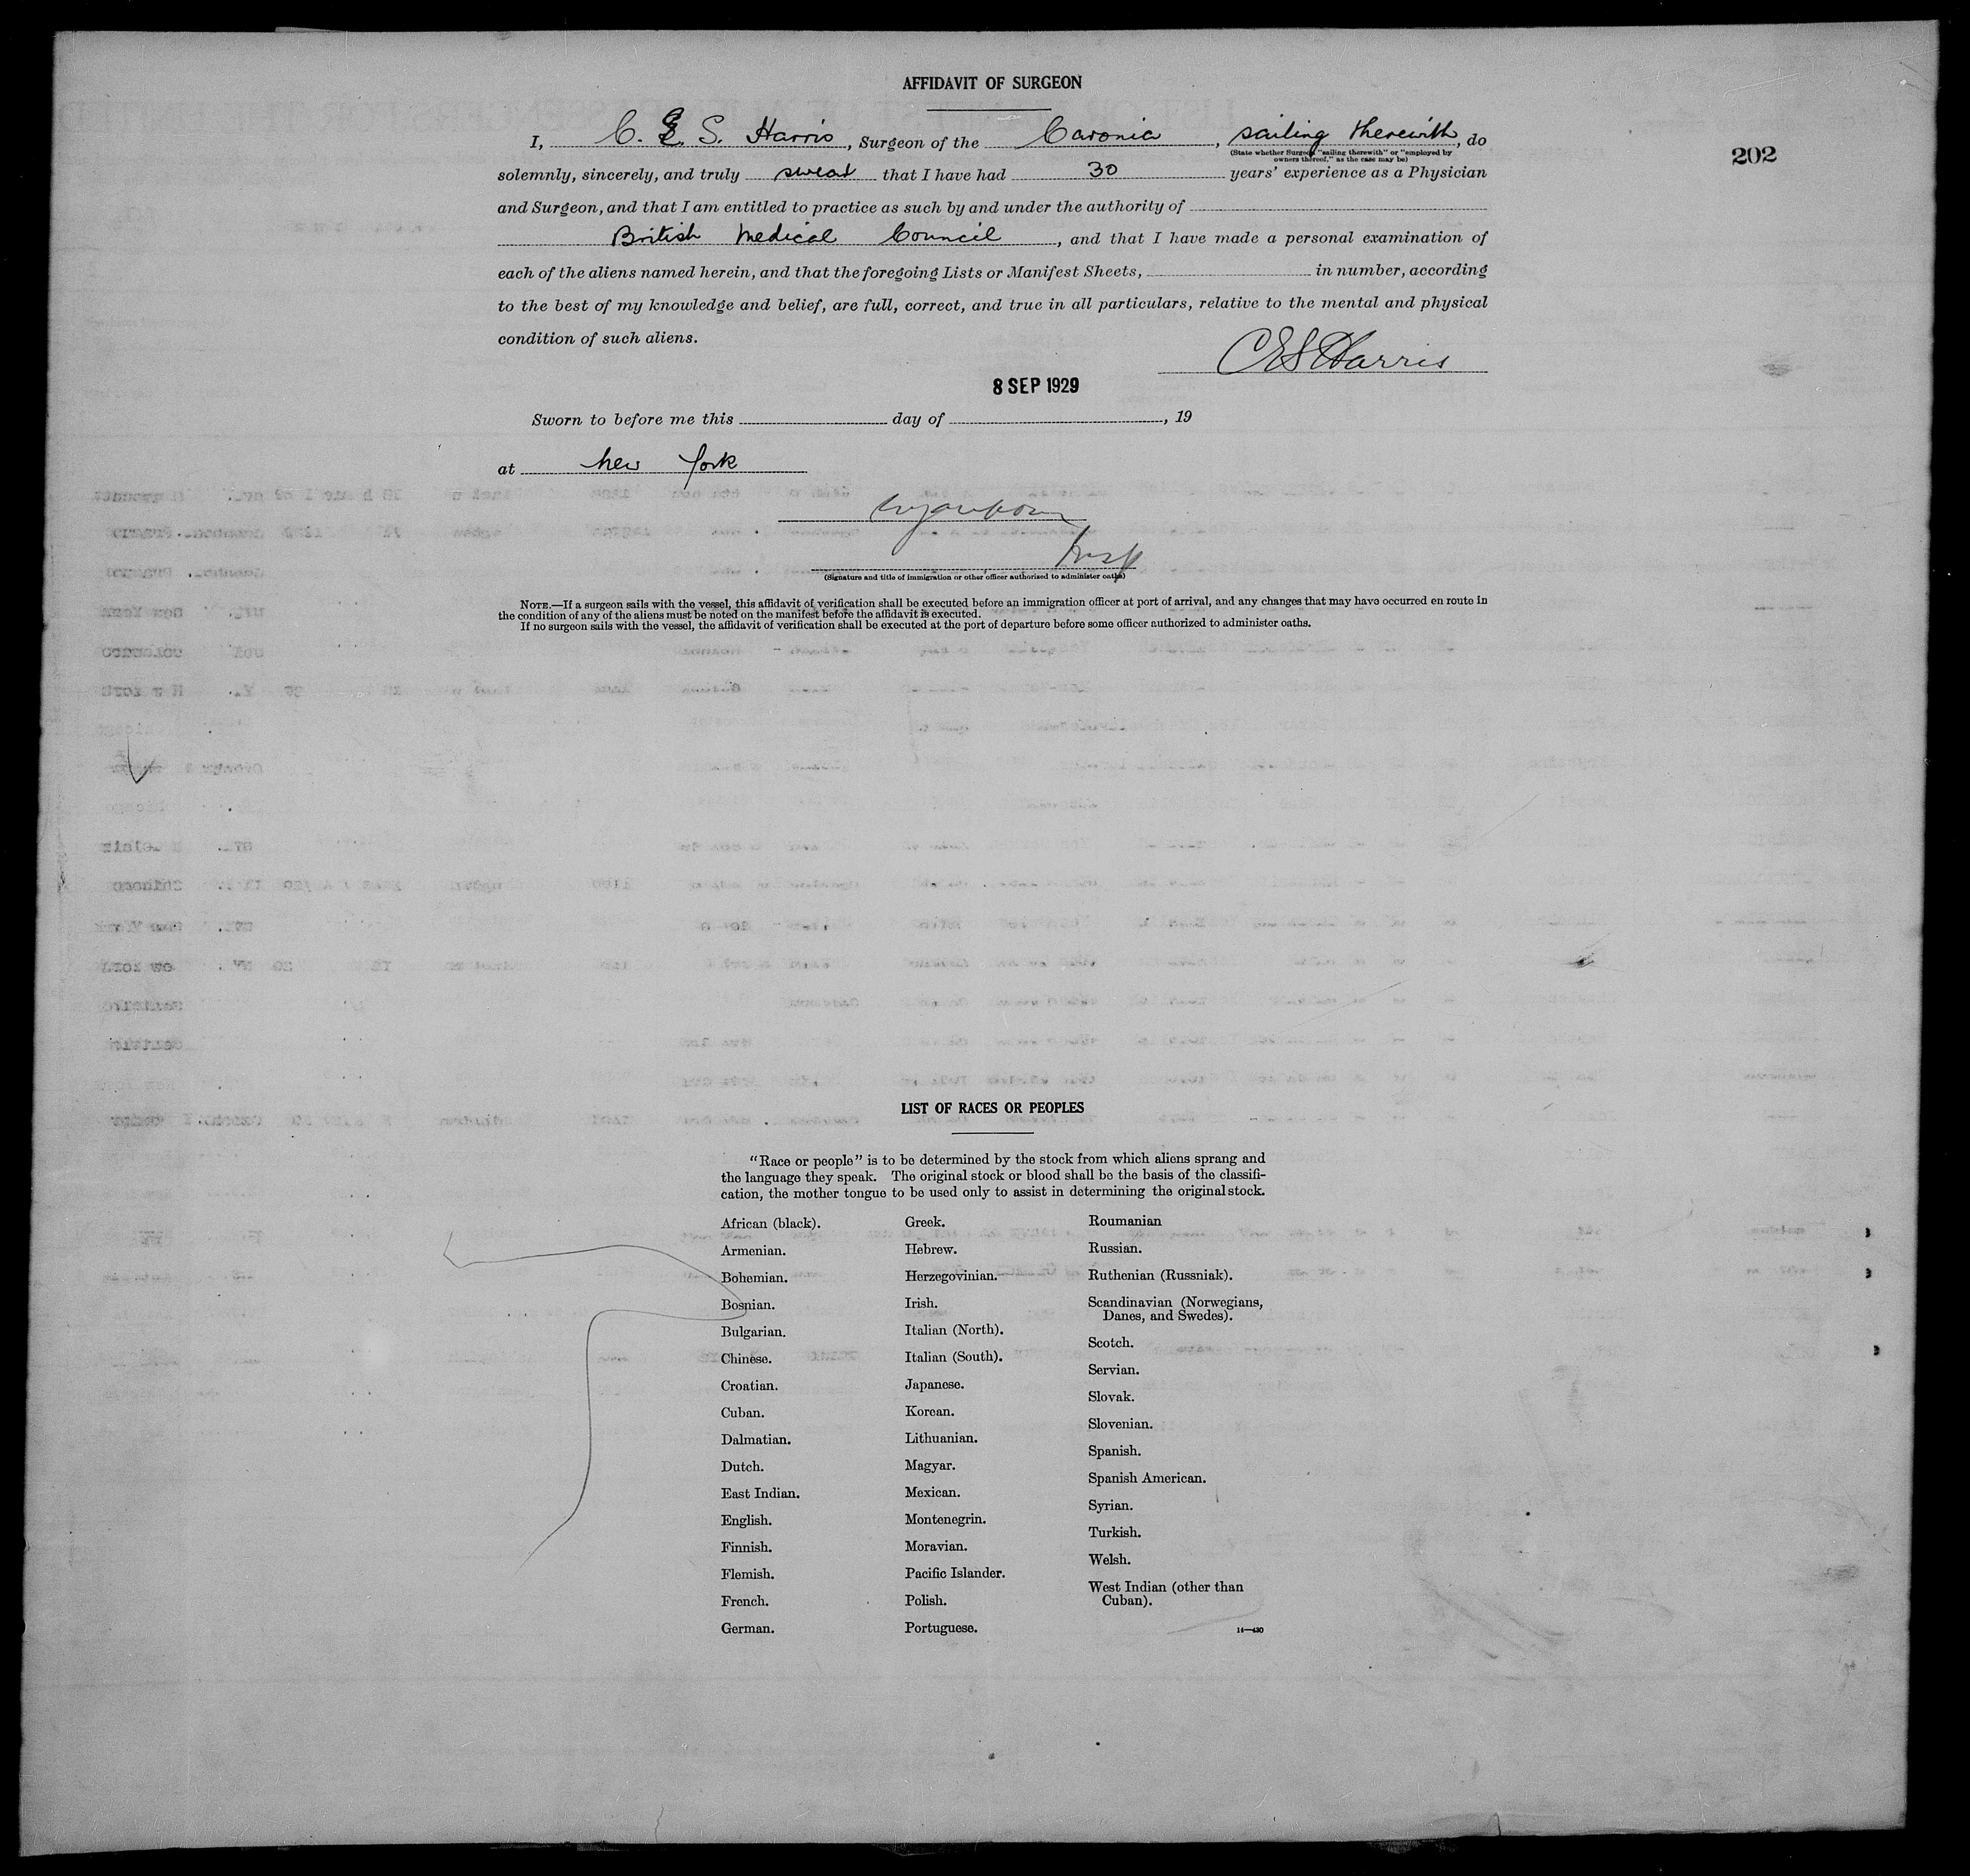 AFFIDAVIT OF SURGEON
202
I, C. E. S. Harris, Surgeon of the Caronia, sailing therewith, do
(State whether Surgeon "sailing therewith" or "employed by
owners thereof," as the case may be)
solemnly, sincerely, and truly swear that I have had 30 years' experience as a Physician
and Surgeon, and that I am entitled to practice as such by and under the authority of
British Medical Council, and that I have made a personal examination of
each of the aliens named herein, and that the foregoing Lists or Manifest Sheets, in number, according
to the best of my knowledge and belief, are full, correct, and true in all particulars, relative to the mental and physical
condition of such aliens.
CES Harris
8 SEP 1929
Sworn to before me this day of , 19
at New York
(Signature and title of immigration or other officer authorized to administer oaths)
NOTE.—If a surgeon sails with the vessel, this affidavit of verification shall be executed before an immigration officer at port of arrival, and any changes that may have occurred en route in
the condition of any of the aliens must be noted on the manifest before the affidavit is executed.
If no surgeon sails with the vessel, the affidavit of verification shall be executed at the port of departure before some officer authorized to administer oaths.
LIST OF RACES OR PEOPLES
"Race or people" is to be determined by the stock from which aliens sprang and
the language they speak. The original stock or blood shall be the basis of the classifi-
cation, the mother tongue to be used only to assist in determining the original stock.
African (black).
Armenian.
Bohemian.
Bosnian.
Bulgarian.
Chinese.
Croatian.
Cuban.
Dalmatian.
Dutch.
East Indian.
English.
Finnish.
Flemish.
French.
German.
Greek.
Hebrew.
Herzegovinian.
Irish.
Italian (North).
Italian (South).
Japanese.
Korean.
Lithuanian.
Magyar.
Mexican.
Montenegrin.
Moravian.
Pacific Islander.
Polish.
Portuguese.
Roumanian
Russian.
Ruthenian (Russniak).
Scandinavian (Norwegians,
Danes, and Swedes).
Scotch.
Servian.
Slovak.
Slovenian.
Spanish.
Spanish American.
Syrian.
Turkish.
Welsh.
West Indian (other than
Cuban).
14—430